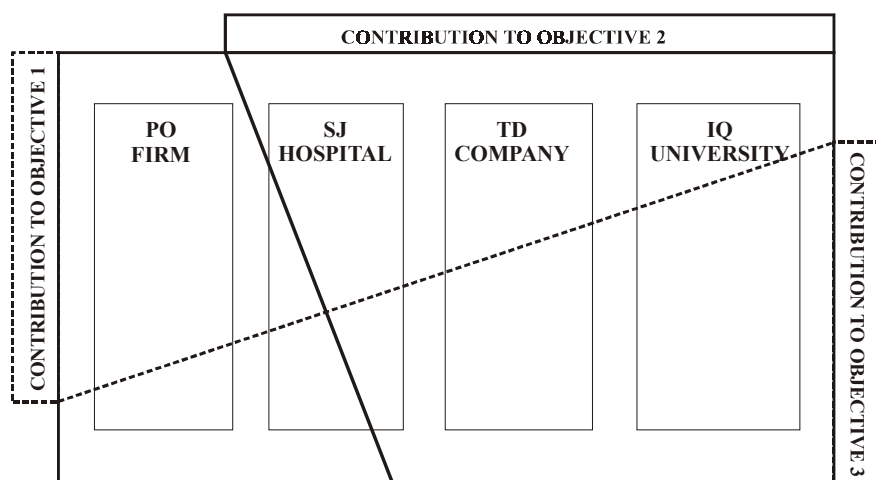 CONTRIBUTION TO OBJECTIVE 2
CONTRIBUTION TO OBJECTIVE 1
PO
FIRM
SJ
HOSPITAL
TD
COMPANY
IQ
UNIVERSITY
CONTRIBUTION TO OBJECTIVE 3